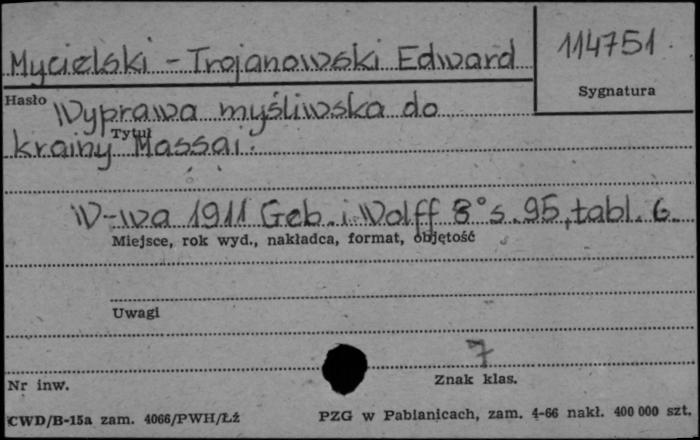 114751.
Mycielski - Trojanowski Edward
Sygnatura
Hasło
Wyprawa myśliwska do
Tytuł
krainy Massai.
W-wa 1911 Geb. i Wolff 8° s. 95, tabl. 6.
Miejsce, rok wyd., nakładca, format, objętość
Uwagi
7
Nr inw.
Znak klas.
CWD/B-15a zam. 4066/PWH/Łź
PZG w Pabianicach, zam. 4-66 nakł. 400 000 szt.